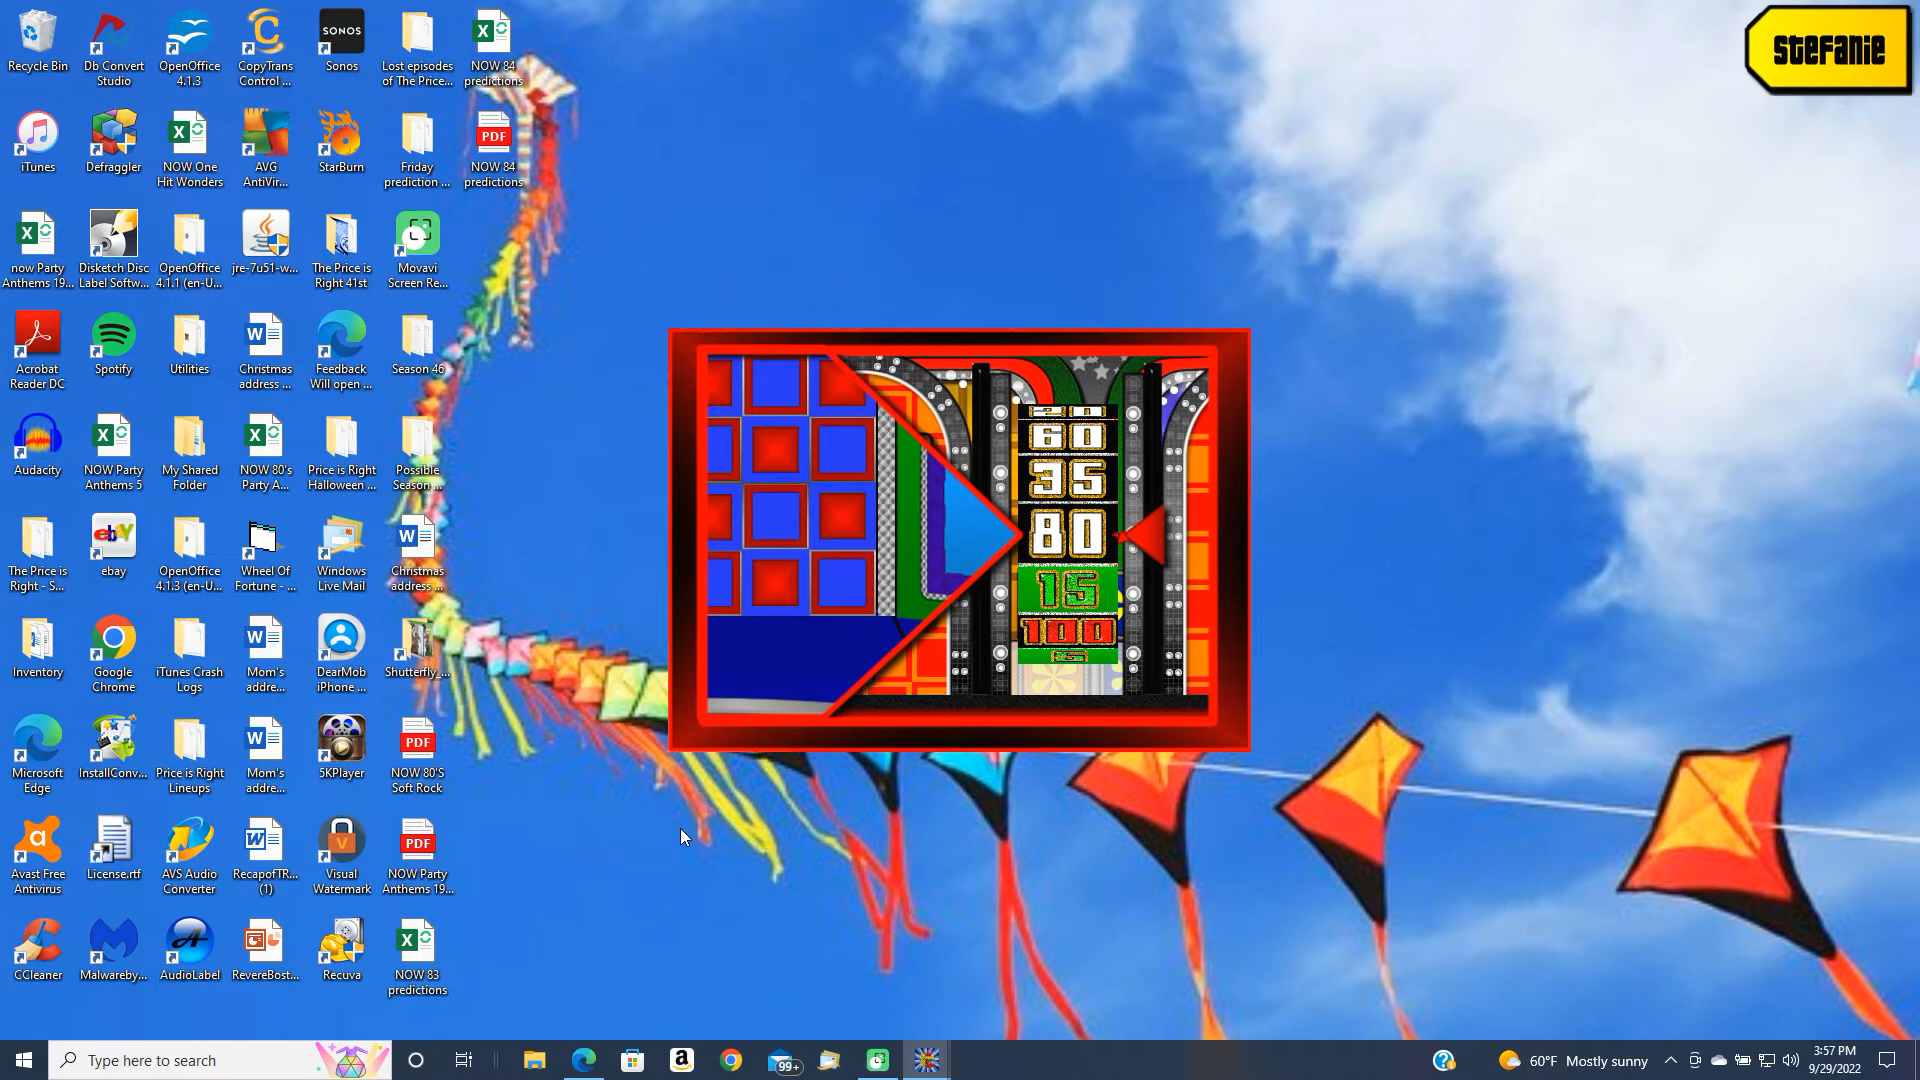 Recycle Bin
Db Convert
Studio
OpenOffice
4.1.3
CopyTrans
Control ...
SONOS
Sonos
Lost episodes
of The Price...
NOW 84
predictions
STEFANIE
iTunes
Defraggler
NOW One
Hit Wonders
AVG
AntiVir...
StarBurn
Friday
prediction ...
PDF
NOW 84
predictions
now Party
Anthems 19...
Disketch Disc
Label Softw...
OpenOffice
4.1.1 (en-U...
jre-7u51-w...
The Price is
Right 41st
Movavi
Screen Re...
Acrobat
Reader DC
Spotify
Utilities
Christmas
address ...
Feedback
Will open ...
Season 46
Audacity
NOW Party
Anthems 5
My Shared
Folder
NOW 80's
Party A...
Price is Right
Halloween ...
Possible
Season ...
The Price is
Right - S...
ebay
ebay
OpenOffice
4.1.3 (en-U...
Wheel Of
Fortune - ...
Windows
Live Mail
Christmas
address ...
Inventory
Google
Chrome
iTunes Crash
Logs
Mom's
addre...
DearMob
iPhone ...
Shutterfly_...
Microsoft
Edge
InstallConv...
Price is Right
Lineups
Mom's
addre...
5KPlayer
PDF
NOW 80'S
Soft Rock
Avast Free
Antivirus
License.rtf
AVS Audio
Converter
RecapofTR...
(1)
Visual
Watermark
PDF
NOW Party
Anthems 19...
CCleaner
Malwareby...
AudioLabel
RevereBost...
Recuva
NOW 83
predictions
20
60
35
80
15
100
Type here to search
99+
60°F Mostly sunny
3:57 PM
9/29/2022